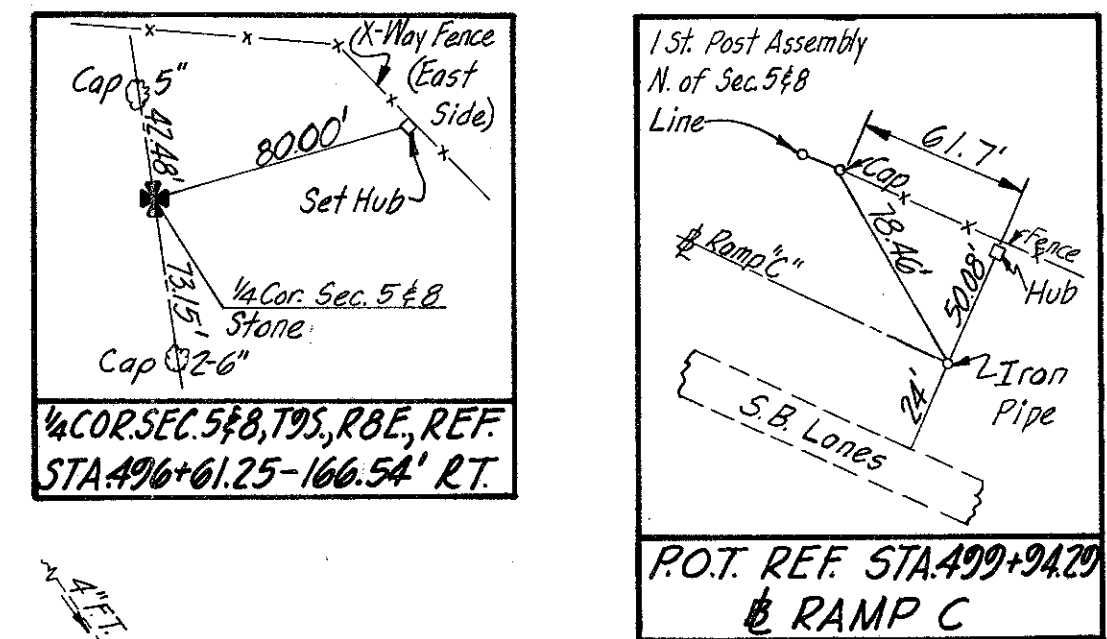 (X-Way Fence
(East
Side)
Cap 5"
47.48'
80.00'
Set Hub
73.15'
1/4 Cor. Sec. 5 & 8
Stone
Cap 2-6"
1/4 COR. SEC. 5 & 8, T9S., R8E., REF.
STA. 496+61.25-166.54' RT.
4" F.T.
1 St. Post Assembly
N. of Sec. 5 & 8
Line
61.7'
Cap
78.46'
Fence
Hub
℄ Ramp "C"
50.08'
Iron
Pipe
24'
S.B. Lanes
P.O.T. REF. STA. 499+94.29
℄ RAMP C